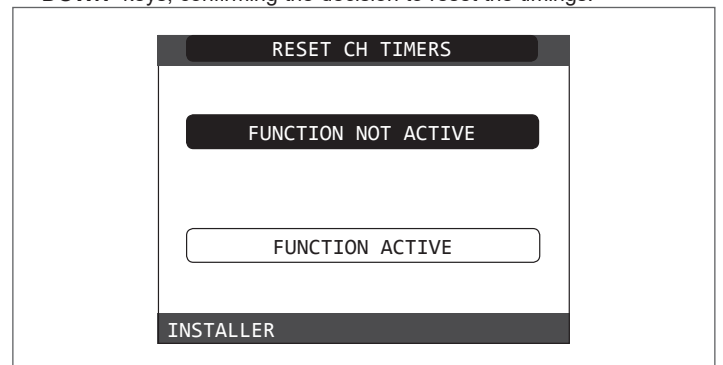 keys, confirming the decision to reset the timings.
RESET CH TIMERS
FUNCTION NOT ACTIVE
FUNCTION ACTIVE
INSTALLER